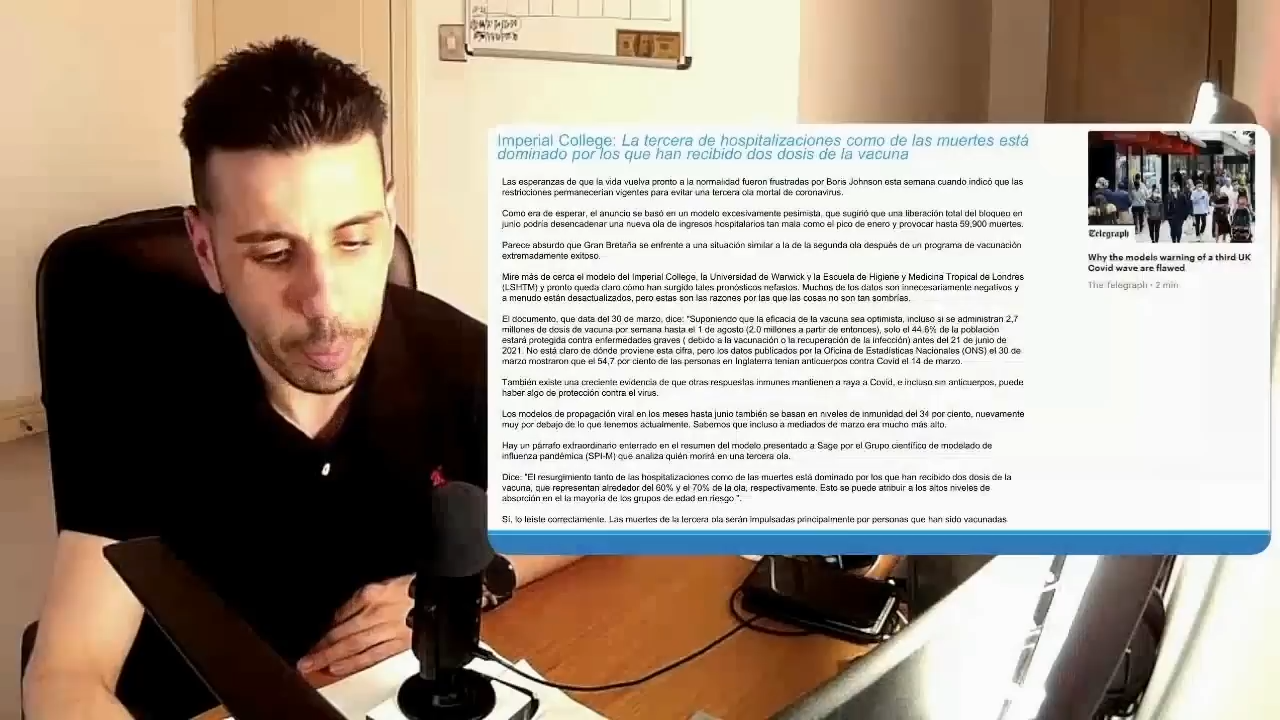 Imperial College: La tercera de hospitalizaciones como de las muertes está
dominado por los que han recibido dos dosis de la vacuna
Las esperanzas de que la vida vuelva pronto a la normalidad fueron frustradas por Boris Johnson esta semana cuando indicó que las
restricciones permanecerían vigentes para evitar una tercera ola mortal de coronavirus.
Como era de esperar, el anuncio se basó en un modelo excesivamente pesimista, que sugirió que una liberación total del bloqueo en
junio podría desencadenar una nueva ola de ingresos hospitalarios tan mala como el pico de enero y provocar hasta 59,900 muertes.
Parece absurdo que Gran Bretaña se enfrente a una situación similar a la de la segunda ola después de un programa de vacunación
extremadamente exitoso.
Mire más de cerca el modelo del Imperial College, la Universidad de Warwick y la Escuela de Higiene y Medicina Tropical de Londres
(LSHTM) y pronto queda claro cómo han surgido tales pronósticos nefastos. Muchos de los datos son innecesariamente negativos y
a menudo están desactualizados, pero estas son las razones por las que las cosas no son tan sombrías.
El documento, que data del 30 de marzo, dice: "Suponiendo que la eficacia de la vacuna sea optimista, incluso si se administran 2,7
millones de dosis de vacuna por semana hasta el 1 de agosto (2.0 millones a partir de entonces), solo el 44.6% de la población
estará protegida contra enfermedades graves ( debido a la vacunación o la recuperación de la infección) antes del 21 de junio de
2021. No está claro de dónde proviene esta cifra, pero los datos publicados por la Oficina de Estadísticas Nacionales (ONS) el 30 de
marzo mostraron que el 54,7 por ciento de las personas en Inglaterra tenían anticuerpos contra Covid el 14 de marzo.
También existe una creciente evidencia de que otras respuestas inmunes mantienen a raya a Covid, e incluso sin anticuerpos, puede
haber algo de protección contra el virus.
Los modelos de propagación viral en los meses hasta junio también se basan en niveles de inmunidad del 34 por ciento, nuevamente
muy por debajo de lo que tenemos actualmente. Sabemos que incluso a mediados de marzo era mucho más alto.
Hay un párrafo extraordinario enterrado en el resumen del modelo presentado a Sage por el Grupo científico de modelado de
influenza pandémica (SPI-M) que analiza quién morirá en una tercera ola.
Dice: "El resurgimiento tanto de las hospitalizaciones como de las muertes está dominado por los que han recibido dos dosis de la
vacuna, que representan alrededor del 60% y el 70% de la ola, respectivamente. Esto se puede atribuir a los altos niveles de
absorción en el la mayoría de los grupos de edad en riesgo ".
Sí, lo leíste correctamente. Las muertes de la tercera ola serán impulsadas principalmente por personas que han sido vacunadas
Telegraph
Why the models warning of a third UK
Covid wave are flawed
The Telegraph • 2 min